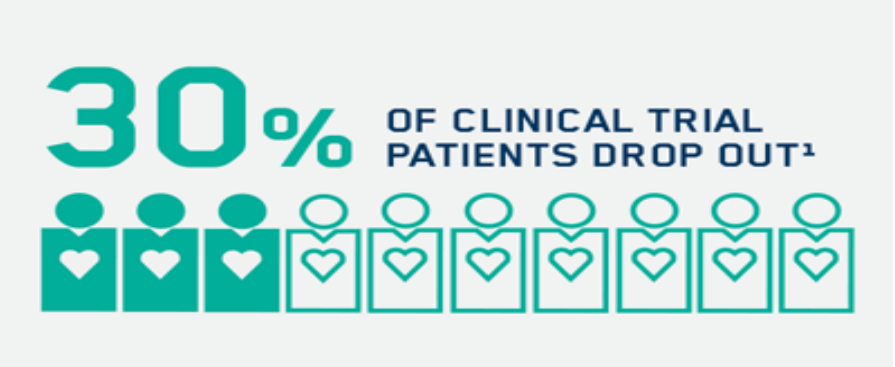 30%
OF CLINICAL TRIAL
PATIENTS DROP OUT¹